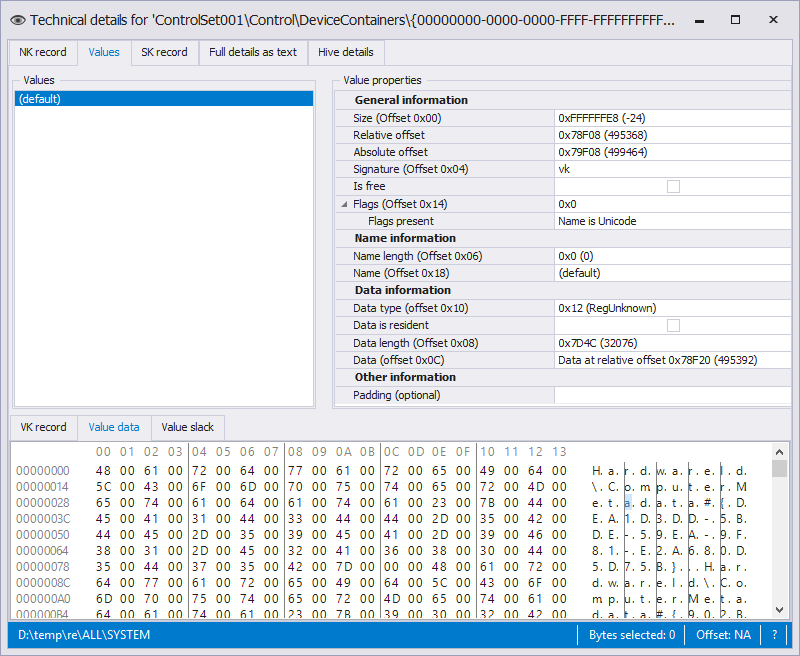 Technical details for 'ControlSet001\Control\DeviceContainers\{00000000-0000-0000-FFFF-FFFFFFFFFF...
NK record Values SK record Full details as text Hive details
Values
(default)
Value properties
General information
Size (Offset 0x00) 0xFFFFFFE8 (-24)
Relative offset 0x78F08 (495368)
Absolute offset 0x79F08 (499464)
Signature (Offset 0x04) vk
Is free
Flags (Offset 0x14) 0x0
Flags present Name is Unicode
Name information
Name length (Offset 0x06) 0x0 (0)
Name (Offset 0x18) (default)
Data information
Data type (offset 0x10) 0x12 (RegUnknown)
Data is resident
Data length (Offset 0x08) 0x7D4C (32076)
Data (offset 0x0C) Data at relative offset 0x78F20 (495392)
Other information
Padding (optional)
VK record Value data Value slack
00 01 02 03 04 05 06 07 08 09 0A 0B 0C 0D 0E 0F 10 11 12 13
00000000 48 00 61 00 72 00 64 00 77 00 61 00 72 00 65 00 49 00 64 00 H.a.r.d.w.a.r.e.I.d.
00000014 5C 00 43 00 6F 00 6D 00 70 00 75 00 74 00 65 00 72 00 4D 00 \.C.o.m.p.u.t.e.r.M.
00000028 65 00 74 00 61 00 64 00 61 00 74 00 61 00 23 00 7B 00 44 00 e.t.a.d.a.t.a.#.{.D.
0000003C 45 00 41 00 31 00 44 00 33 00 44 00 44 00 2D 00 35 00 42 00 E.A.1.D.3.D.D.-.5.B.
00000050 44 00 45 00 2D 00 35 00 39 00 45 00 41 00 2D 00 39 00 46 00 D.E.-.5.9.E.A.-.9.F.
00000064 38 00 31 00 2D 00 45 00 32 00 41 00 36 00 38 00 30 00 44 00 8.1.-.E.2.A.6.8.0.D.
00000078 35 00 44 00 37 00 35 00 42 00 7D 00 00 00 48 00 61 00 72 00 5.D.7.5.B.}...H.a.r.
0000008C 64 00 77 00 61 00 72 00 65 00 49 00 64 00 5C 00 43 00 6F 00 d.w.a.r.e.I.d.\.C.o.
000000A0 6D 00 70 00 75 00 74 00 65 00 72 00 4D 00 65 00 74 00 61 00 m.p.u.t.e.r.M.e.t.a.
000000B4 64 00 61 00 74 00 61 00 23 00 7B 00 39 00 30 00 32 00 42 00 d.a.t.a.#.{.9.0.2.B.
D:\temp\re\ALL\SYSTEM Bytes selected: 0 Offset: NA ?